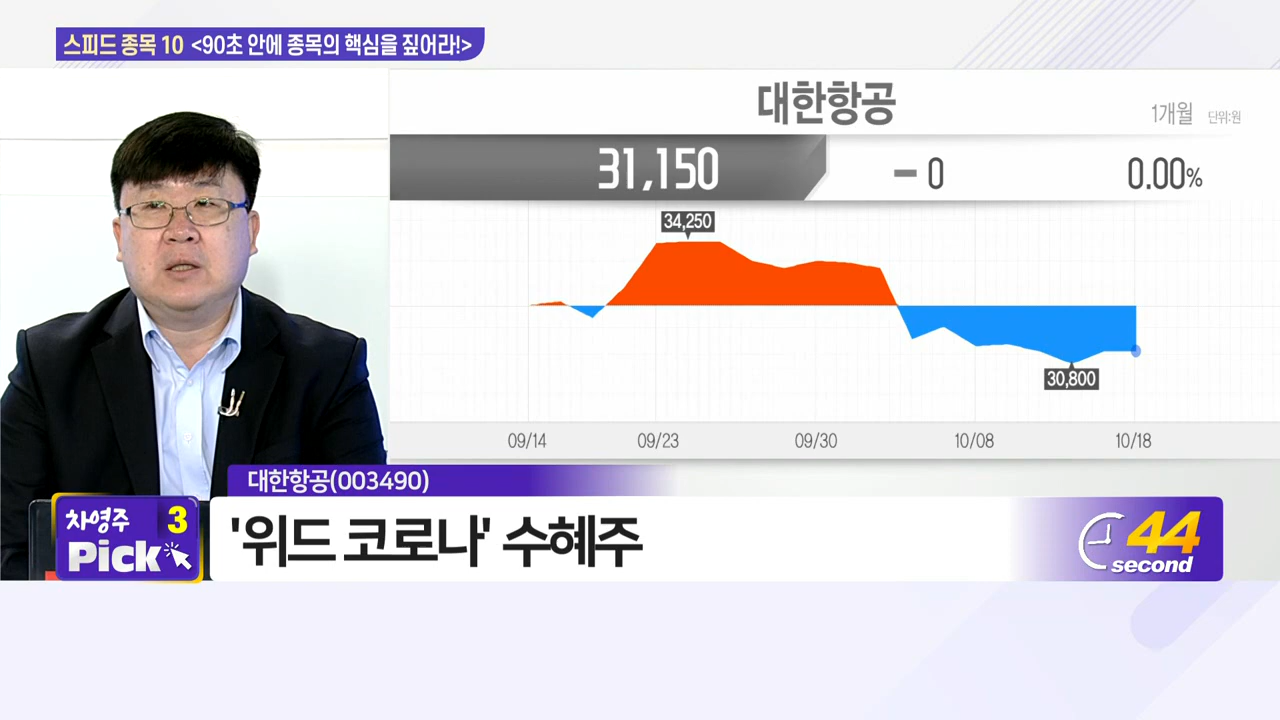 스피드 종목 10 <90초 안에 종목의 핵심을 짚어라!>
대한항공
1개월 단위:원
31,150 - 0 0.00%
34,250
30,800
09/14 09/23 09/30 10/08 10/18
대한항공(003490)
차영주 3
Pick
'위드 코로나' 수혜주
44
second